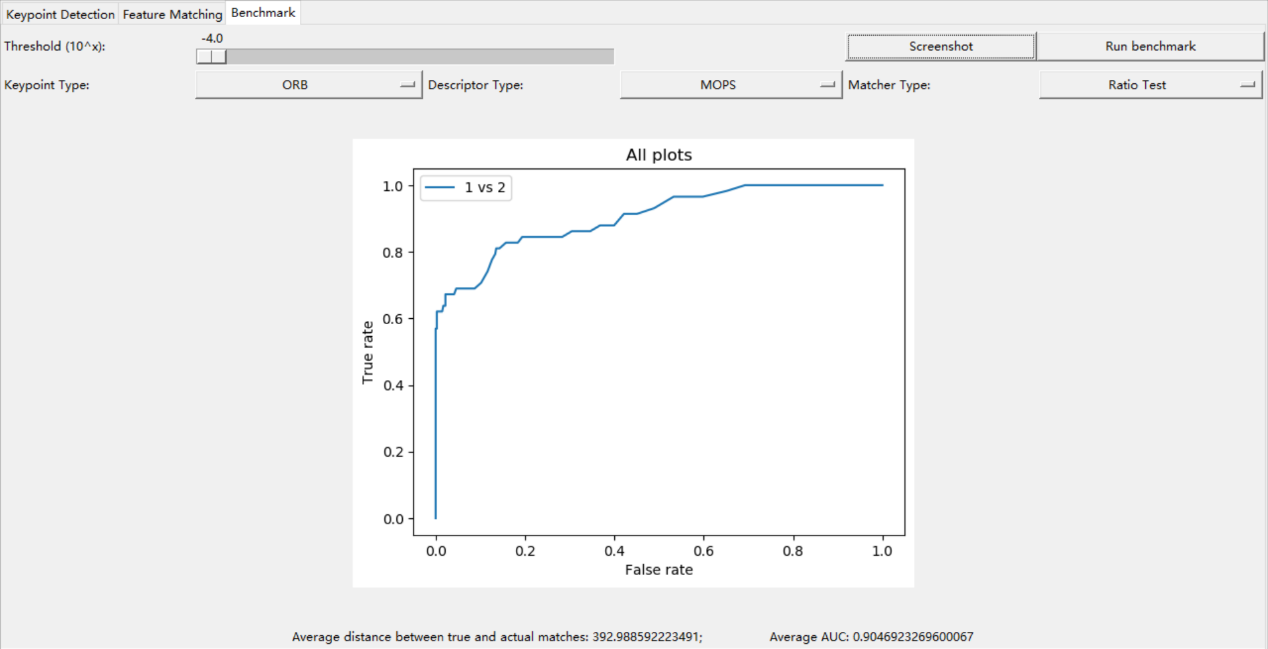 Keypoint Detection Feature Matching Benchmark
-4.0
Threshold (10^x): Screenshot Run benchmark
Keypoint Type: ORB Descriptor Type: MOPS Matcher Type: Ratio Test
All plots
1 vs 2
1.0
0.8
0.6
0.4
0.2
0.0
True rate
0.0 0.2 0.4 0.6 0.8 1.0
False rate
Average distance between true and actual matches: 392.988592223491; Average AUC: 0.9046923269600067